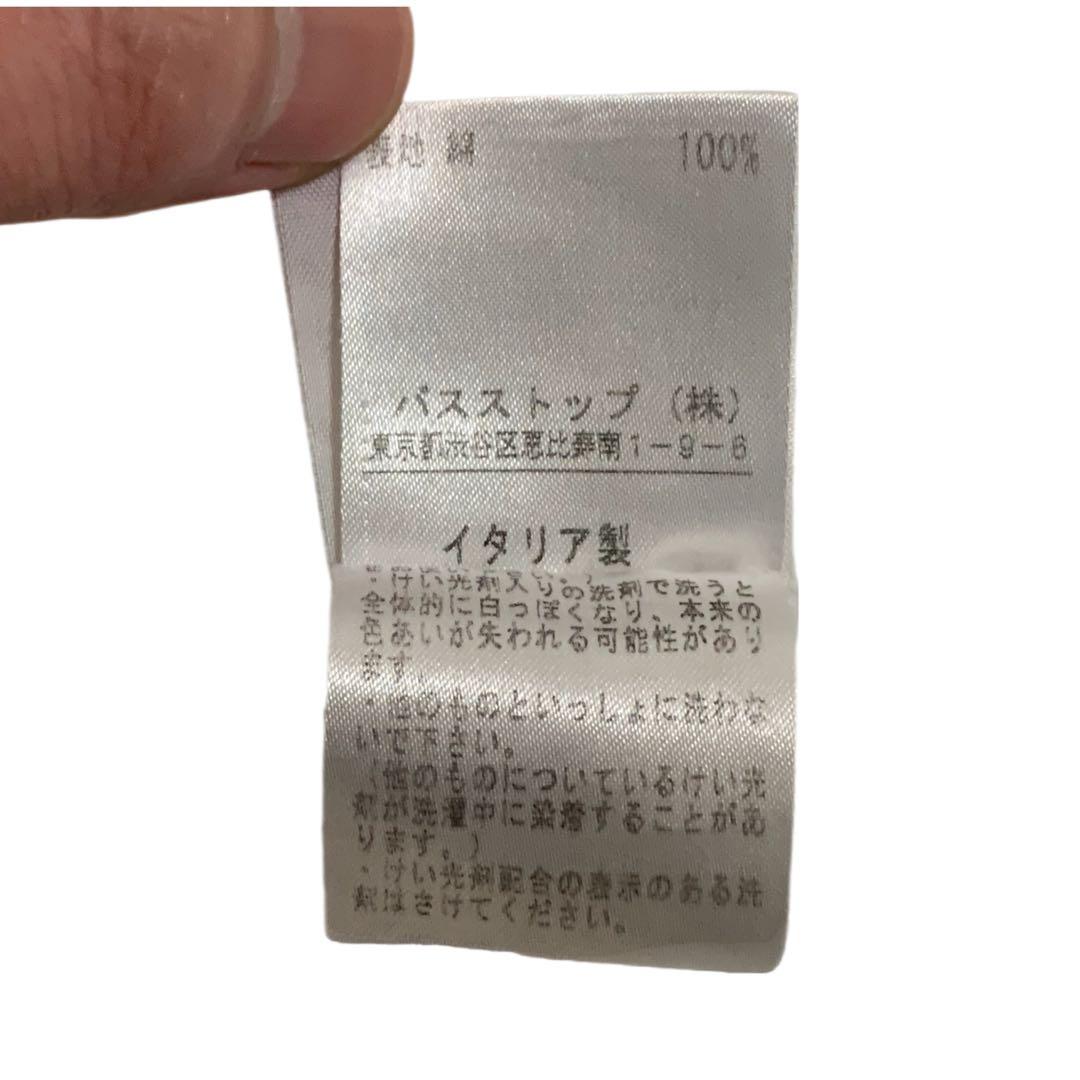 表地 綿 100%
バスストップ(株)
東京都渋谷区恵比寿南1-9-6
イタリア製
・けい光剤入りの洗剤で洗うと
全体的に白っぽくなり、本来の
色あいが失われる可能性があり
ます。
・他のものといっしょに洗わな
いで下さい。
(他のものについているけい光
剤が洗濯中に染着することがあ
ります。)
・けい光剤配合の表示のある洗
剤はさけてください。